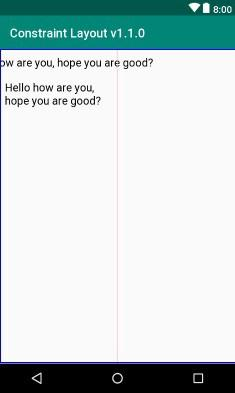 8:00
Constraint Layout v1.1.0
ow are you, hope you are good?
Hello how are you,
hope you are good?